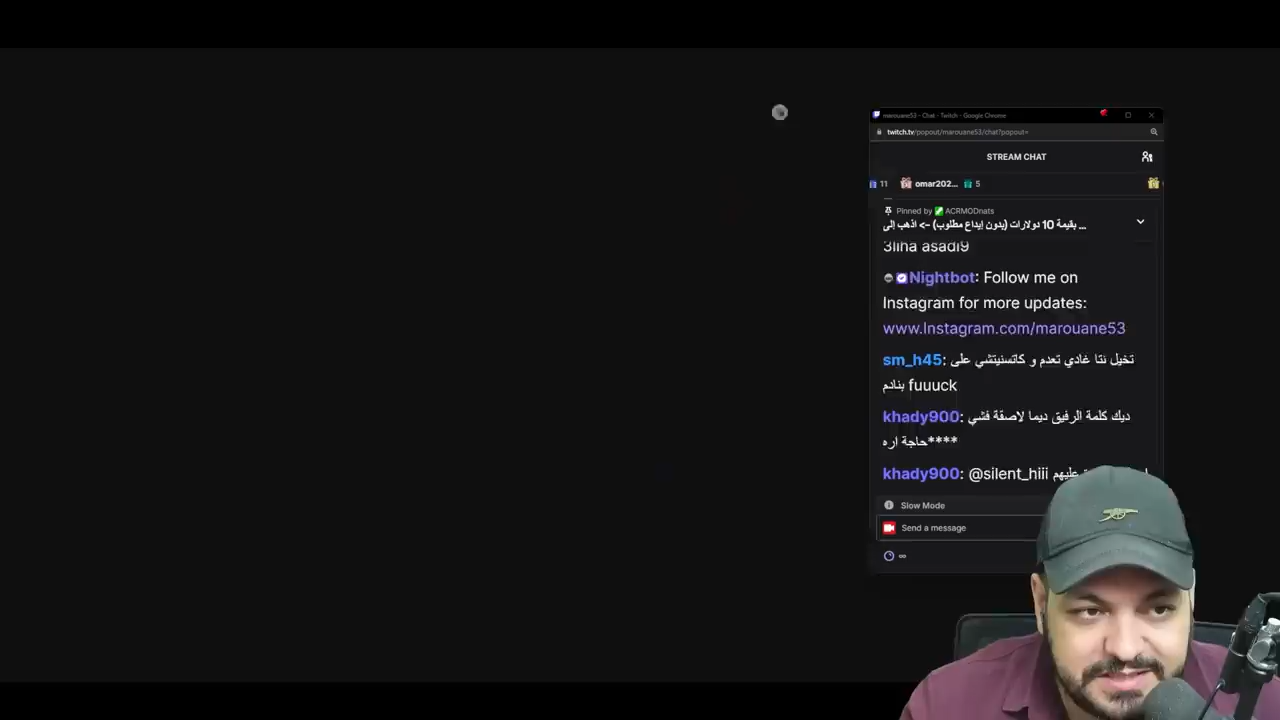 marouane53 - Chat - Twitch - Google Chrome
twitch.tv/popout/marouane53/chat?popout=
STREAM CHAT
11 omar202... 5
Pinned by ACRMODnats
بقيمة 10 دولارات (بدون إيداع مطلوب) -> اذهب إلى ...
3liha asadi9
Nightbot: Follow me on
Instagram for more updates:
www.Instagram.com/marouane53
sm_h45: تخيل نتا غادي تعدم و كاتسنيتشي على
بنادم fuuuck
khady900: ديك كلمة الرفيق ديما لاصقة فشي
حاجة اره****
khady900: @silent_hiii عليهم
Slow Mode
Send a message
∞